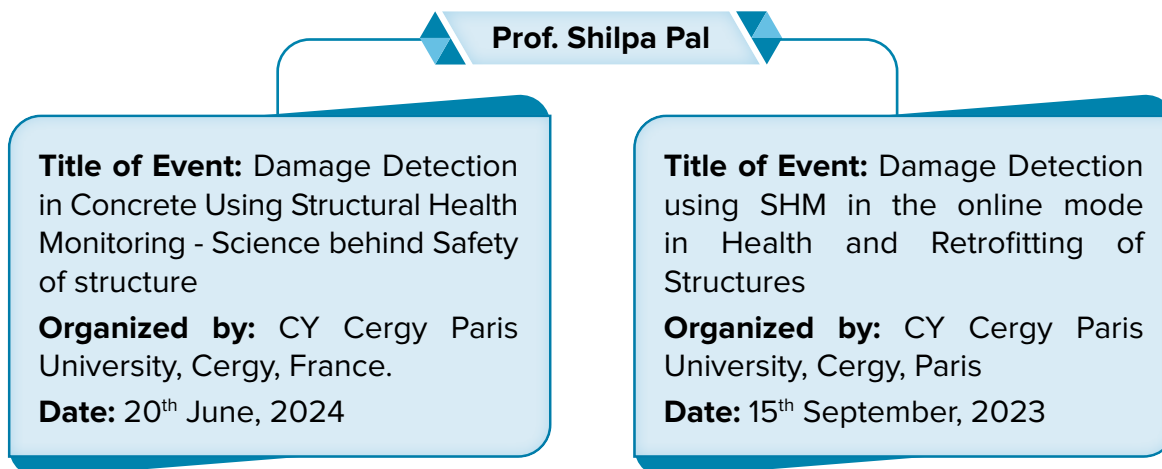 Prof. Shilpa Pal
Title of Event: Damage Detection
in Concrete Using Structural Health
Monitoring - Science behind Safety
of structure
Organized by: CY Cergy Paris
University, Cergy, France.
Date: 20th June, 2024
Title of Event: Damage Detection
using SHM in the online mode
in Health and Retrofitting of
Structures
Organized by: CY Cergy Paris
University, Cergy, Paris
Date: 15th September, 2023